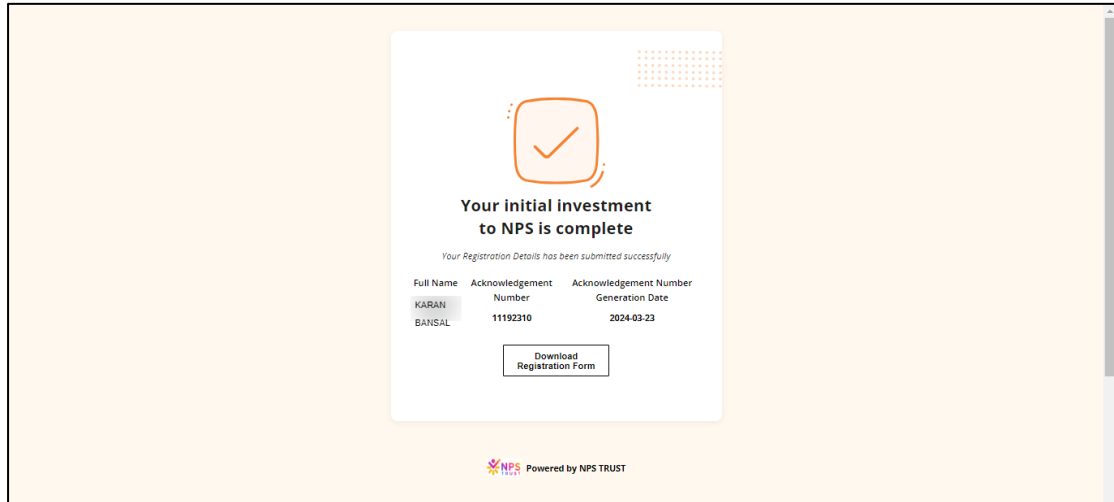 Your initial investment
to NPS is complete
Your Registration Details has been submitted successfully
Full Name
KARAN
BANSAL
Acknowledgement
Number
11192310
Acknowledgement Number
Generation Date
2024-03-23
Download
Registration Form
NPS
TRUST
Powered by NPS TRUST